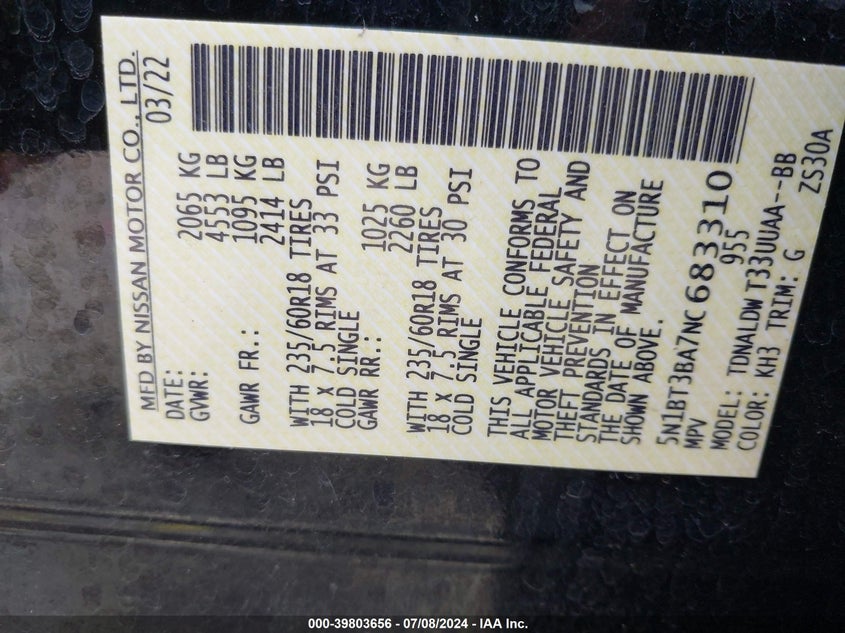 MFD BY NISSAN MOTOR CO., LTD.
DATE: 03/22
GVWR: 2065 KG
4553 LB
GAWR FR.: 1095 KG
2414 LB
WITH 235/60R18 TIRES
18 X 7.5 RIMS AT 33 PSI
COLD SINGLE
GAWR RR.: 1025 KG
2260 LB
WITH 235/60R18 TIRES
18 X 7.5 RIMS AT 30 PSI
COLD SINGLE
THIS VEHICLE CONFORMS TO
ALL APPLICABLE FEDERAL
MOTOR VEHICLE SAFETY AND
THEFT PREVENTION
STANDARDS IN EFFECT ON
THE DATE OF MANUFACTURE
SHOWN ABOVE.
5N1BT3BA7NC683310
MPV 955
MODEL: TDNALDW T33UUAA--BB
COLOR: KH3 TRIM: G ZS30A
000-39803656 - 07/08/2024 - IAA Inc.